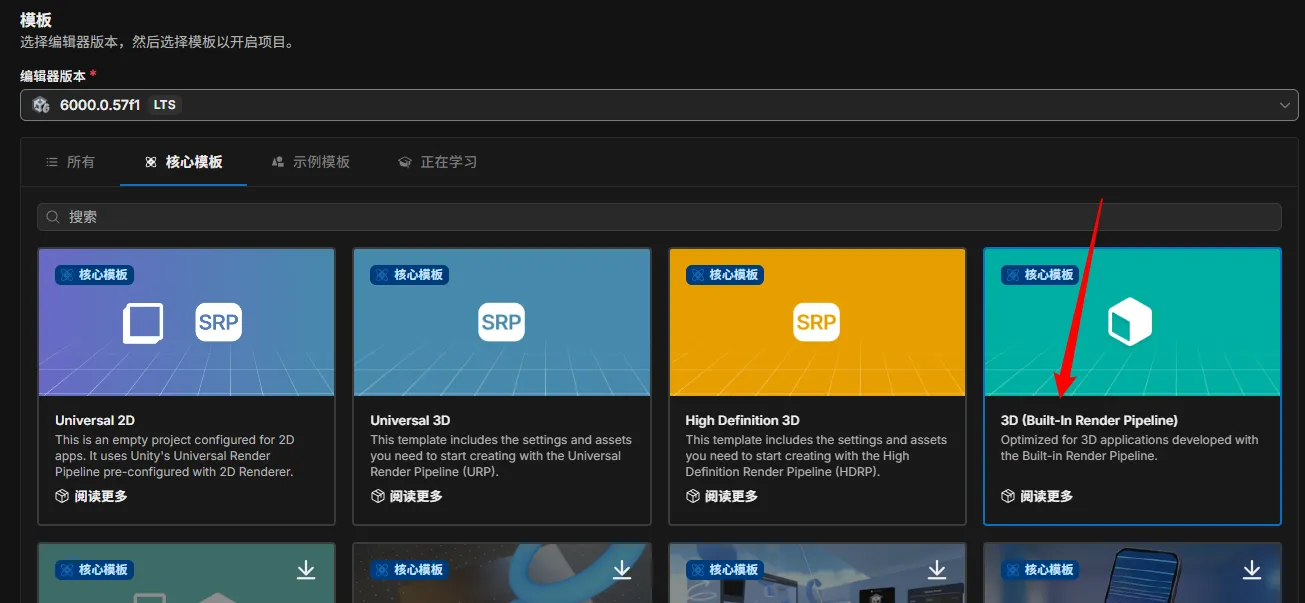 模板
选择编辑器版本，然后选择模板以开启项目。
编辑器版本 *
6000.0.57f1 LTS
所有 核心模板 示例模板 正在学习
搜索
核心模板
SRP
Universal 2D
This is an empty project configured for 2D
apps. It uses Unity's Universal Render
Pipeline pre-configured with 2D Renderer.
阅读更多
核心模板
SRP
Universal 3D
This template includes the settings and assets
you need to start creating with the Universal
Render Pipeline (URP).
阅读更多
核心模板
SRP
High Definition 3D
This template includes the settings and assets
you need to start creating with the High
Definition Render Pipeline (HDRP).
阅读更多
核心模板
3D (Built-In Render Pipeline)
Optimized for 3D applications developed with
the Built-in Render Pipeline.
阅读更多
核心模板
核心模板
核心模板
核心模板